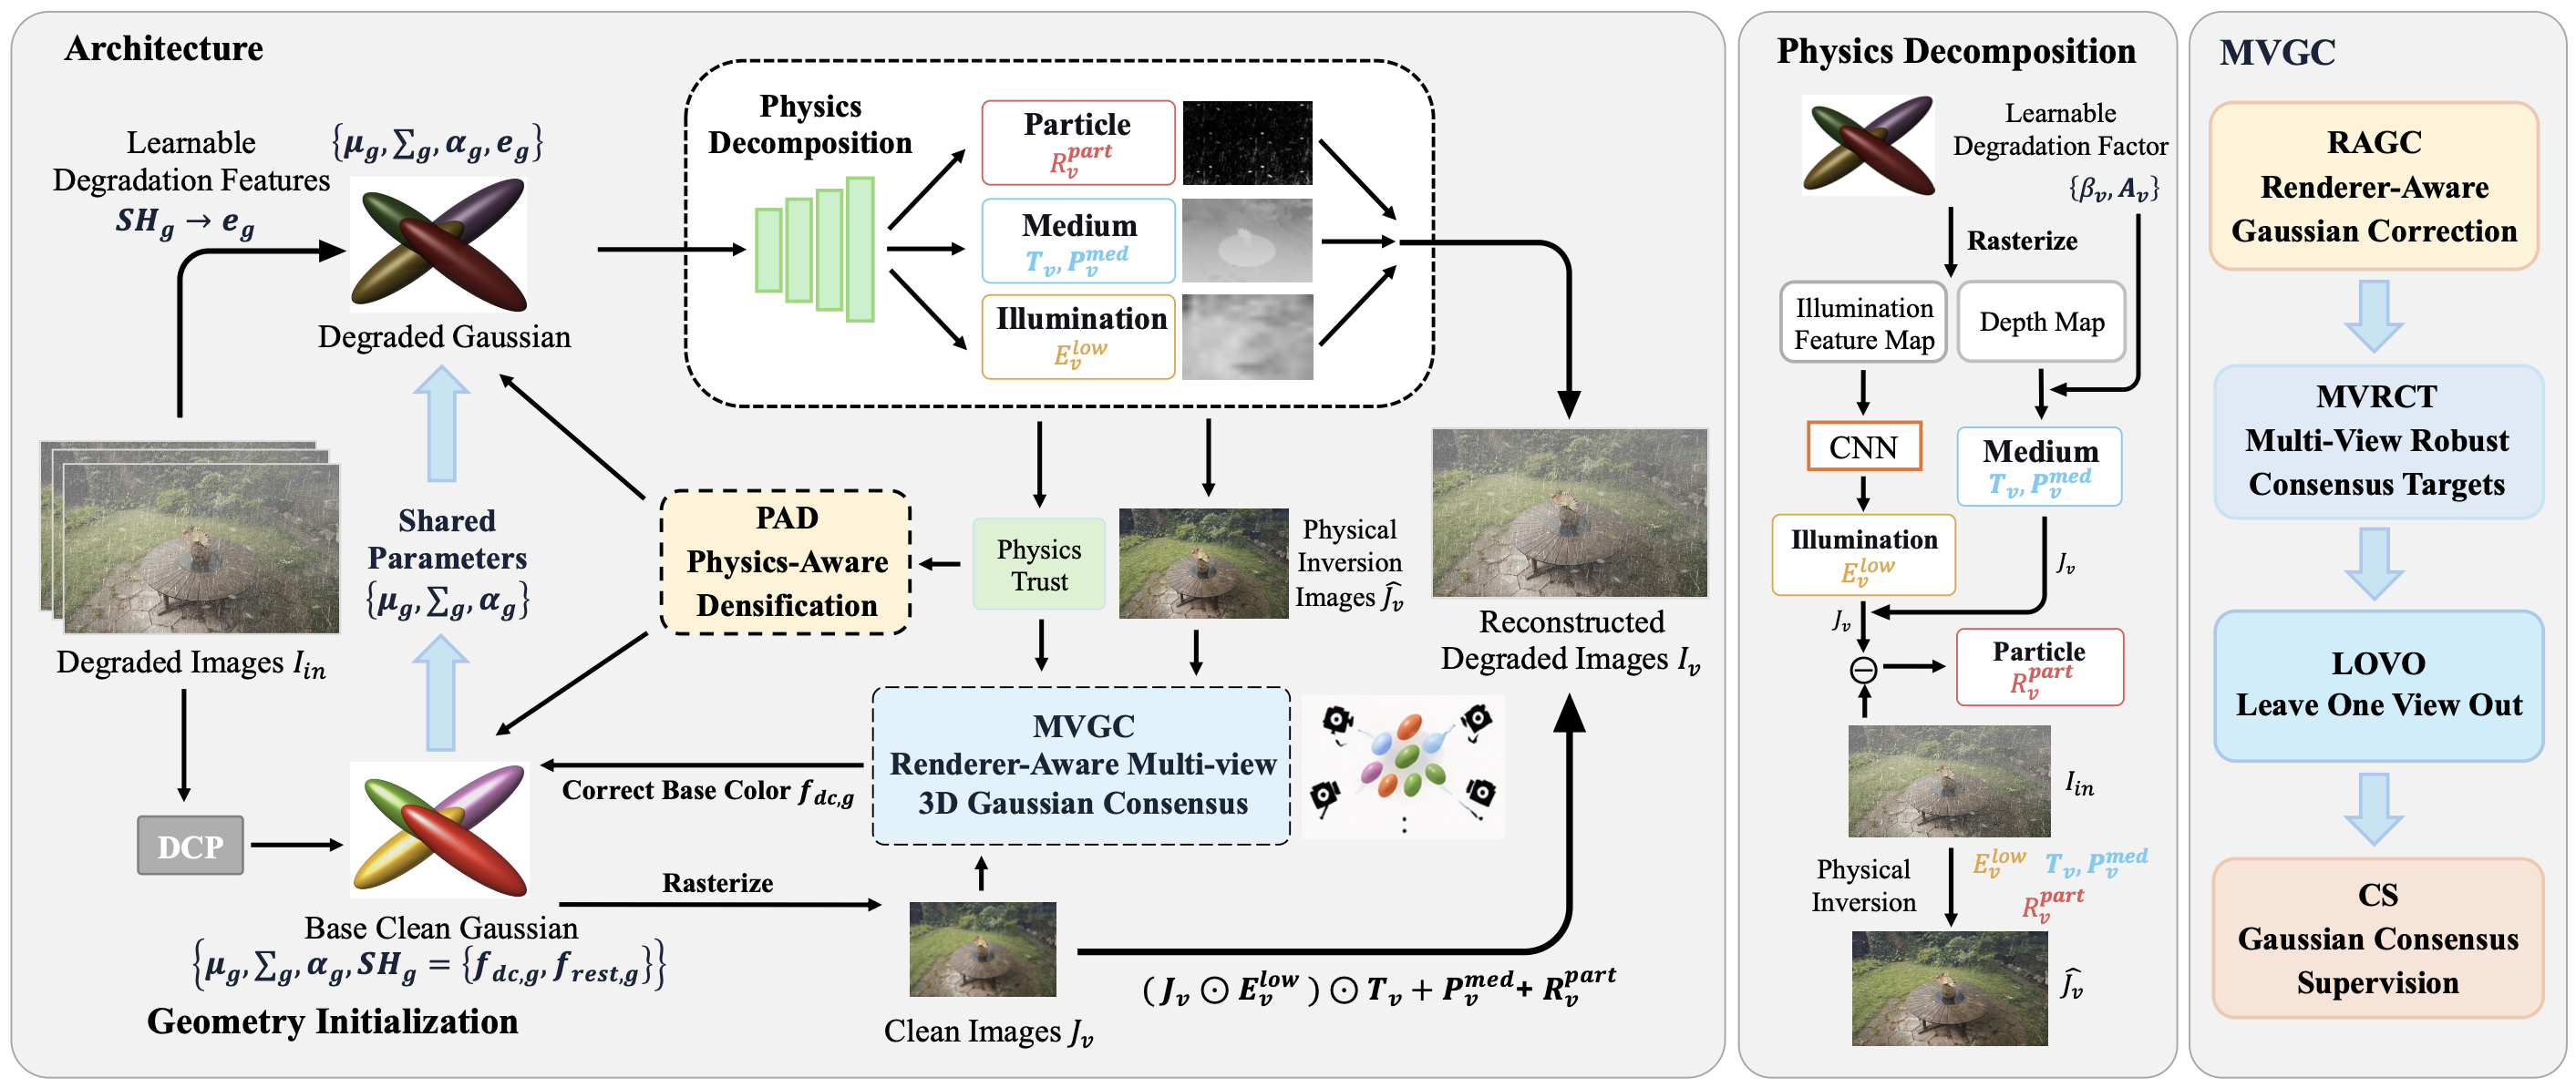 Architecture
Learnable
Degradation Features
SH_g → e_g
{μ_g, Σ_g, α_g, e_g}
Degraded Gaussian
Physics
Decomposition
Particle
R_v^part
Medium
T_v, P_v^med
Illumination
E_v^low
Shared
Parameters
{μ_g, Σ_g, α_g}
Degraded Images I_in
PAD
Physics-Aware
Densification
Physics
Trust
Physical
Inversion
Images Ĵ_v
Reconstructed
Degraded Images I_v
MVGC
Renderer-Aware Multi-view
3D Gaussian Consensus
Correct Base Color f_dc,g
DCP
Rasterize
Base Clean Gaussian
{μ_g, Σ_g, α_g, SH_g = {f_dc,g, f_rest,g}}
Geometry Initialization
Clean Images J_v
(J_v ⊙ E_v^low) ⊙ T_v + P_v^med + R_v^part
Physics Decomposition
Learnable
Degradation Factor
{β_v, A_v}
Rasterize
Illumination
Feature Map
Depth Map
CNN
Medium
T_v, P_v^med
Illumination
E_v^low
J_v
J_v
Particle
R_v^part
I_in
Physical
Inversion
E_v^low T_v, P_v^med
R_v^part
Ĵ_v
MVGC
RAGC
Renderer-Aware
Gaussian Correction
MVRCT
Multi-View Robust
Consensus Targets
LOVO
Leave One View Out
CS
Gaussian Consensus
Supervision